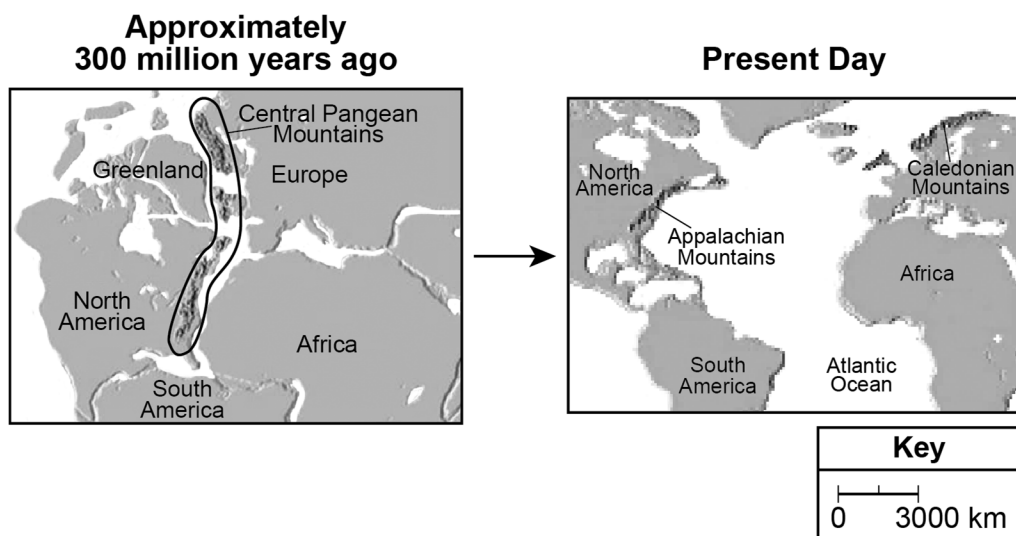 Approximately
300 million years ago
Central Pangean
Mountains
Greenland
Europe
North
America
Africa
South
America
Present Day
North
America
Caledonian
Mountains
Appalachian
Mountains
Africa
South
America
Atlantic
Ocean
Key
0 3000 km